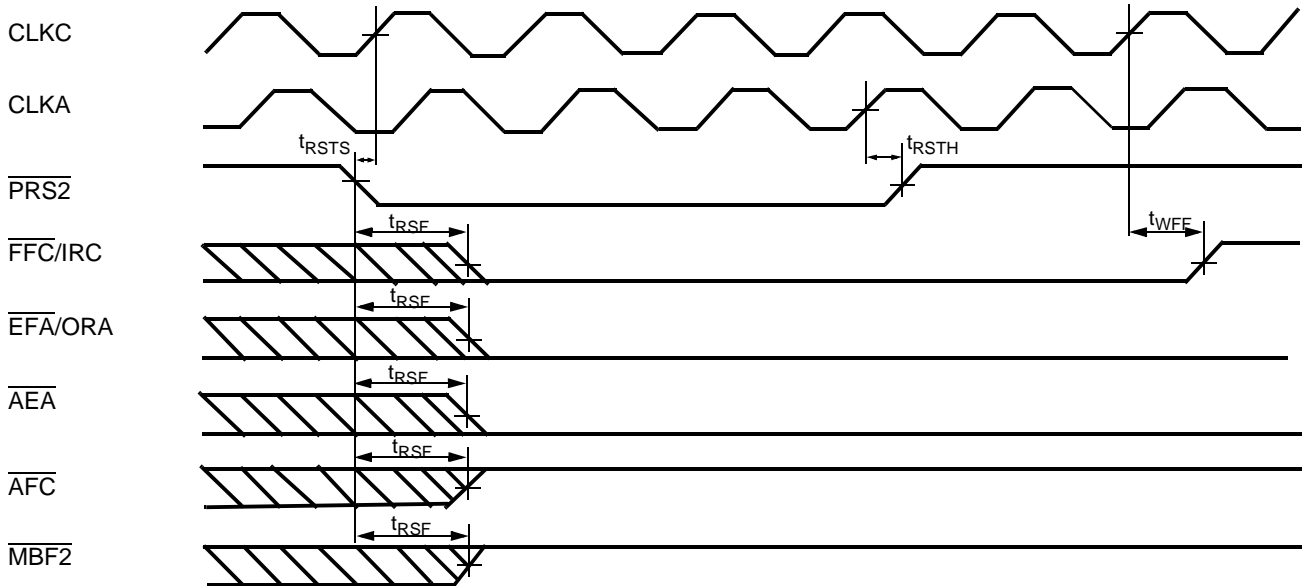 CLKC
CLKA
tRSTS
tRSTH
PRS2
tRSF
tWFF
FFC/IRC
tRSF
EFA/ORA
tRSF
AEA
tRSF
AFC
tRSF
MBF2